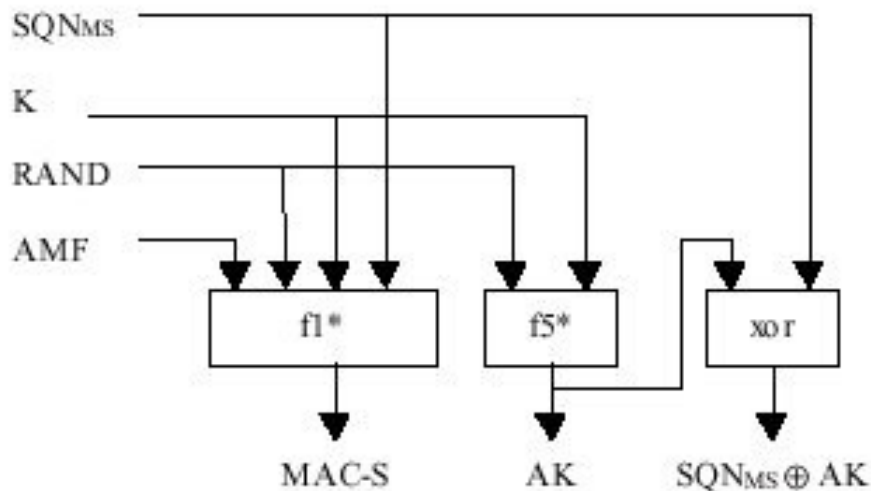 SQNMS
K
RAND
AMF
f1*
f5*
xor
MAC-S
AK
SQNMS ⊕ AK